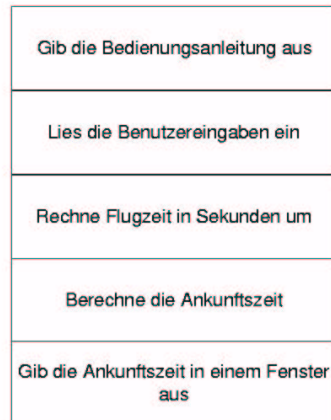 Gib die Bedienungsanleitung aus
Lies die Benutzereingaben ein
Rechne Flugzeit in Sekunden um
Berechne die Ankunftszeit
Gib die Ankunftszeit in einem Fenster
aus